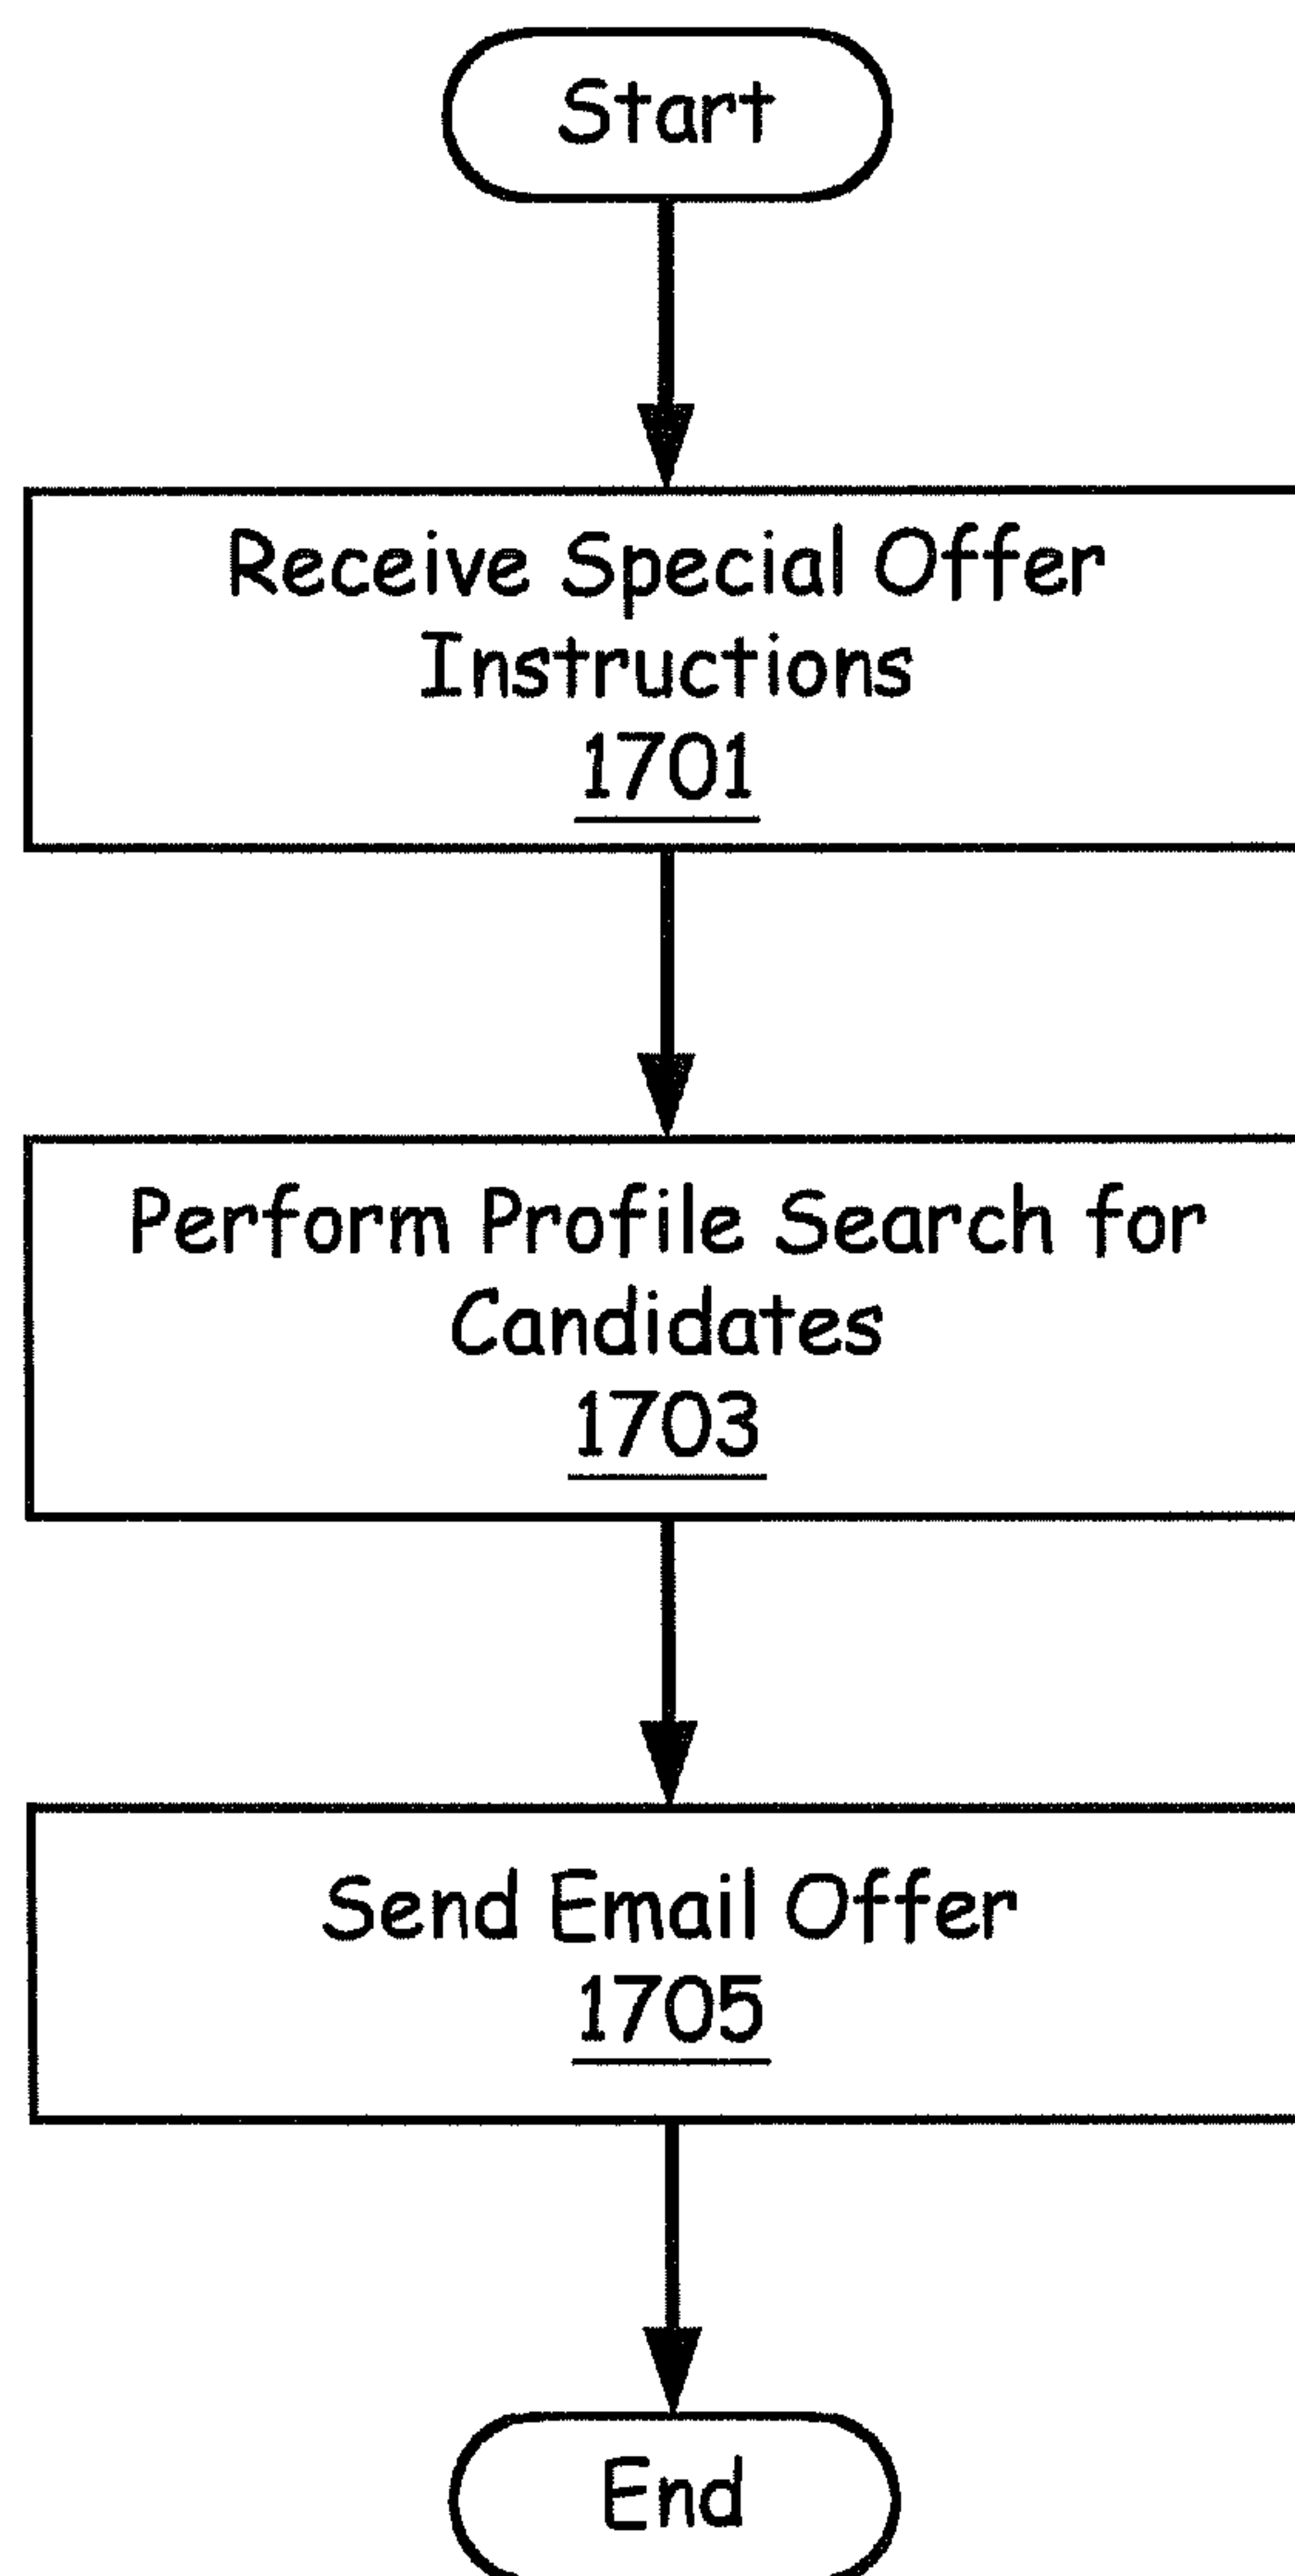 Start
Receive Special Offer
Instructions
1701
Perform Profile Search for
Candidates
1703
Send Email Offer
1705
End